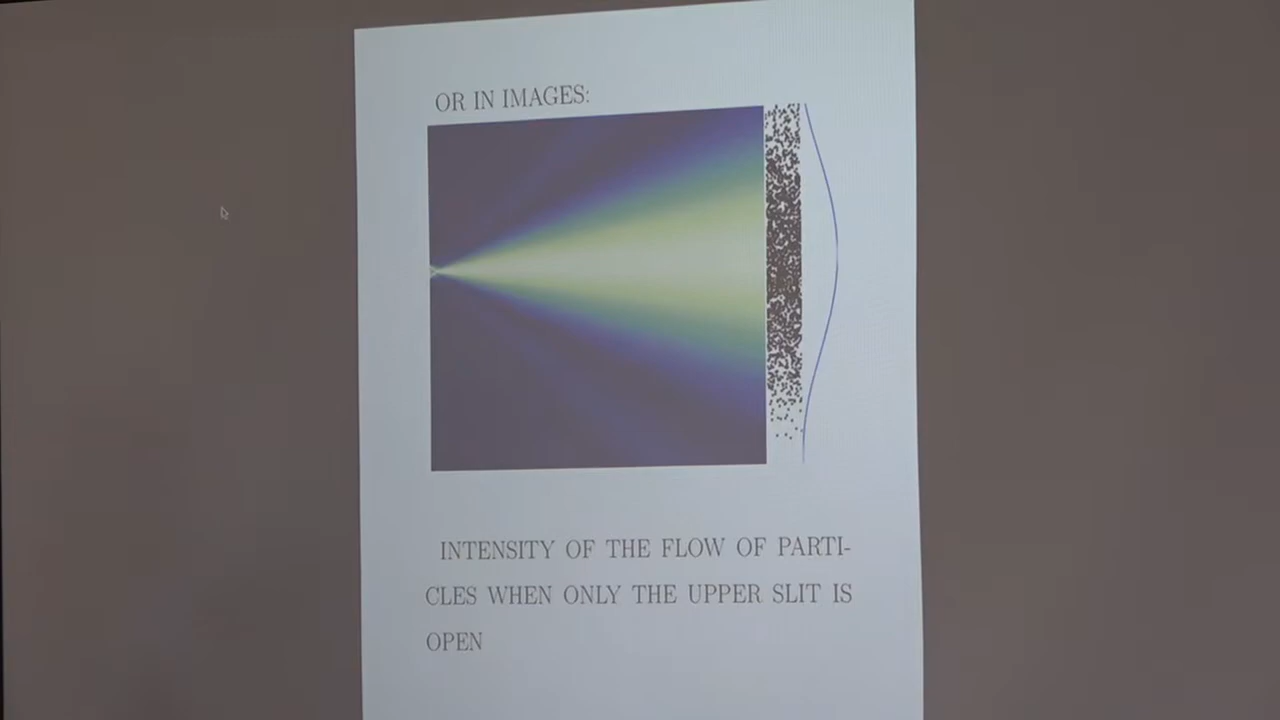 OR IN IMAGES:
INTENSITY OF THE FLOW OF PARTI-
CLES WHEN ONLY THE UPPER SLIT IS
OPEN